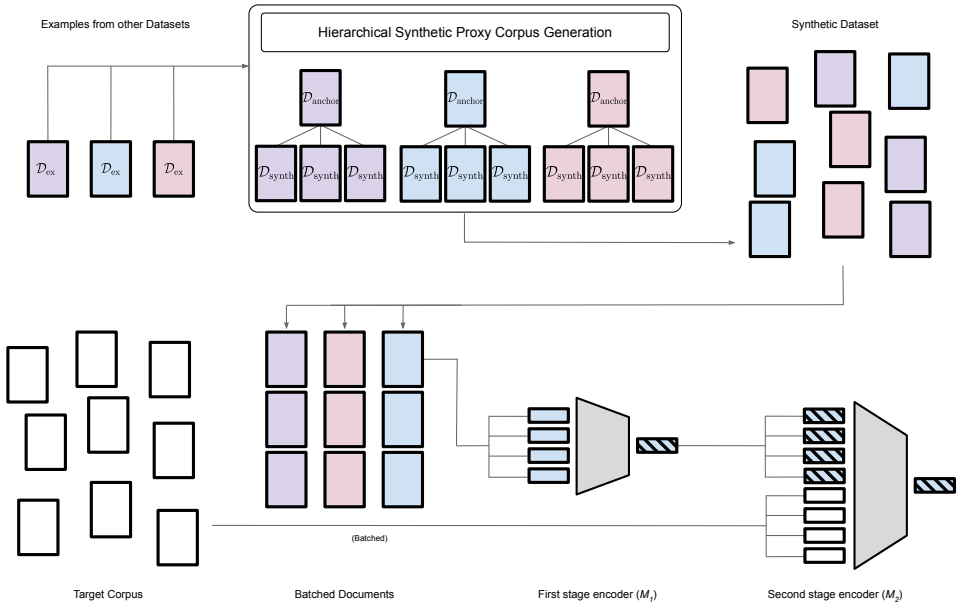 Examples from other Datasets
Hierarchical Synthetic Proxy Corpus Generation
Synthetic Dataset
𝒟anchor 𝒟anchor 𝒟anchor
𝒟ex 𝒟ex 𝒟ex
𝒟synth 𝒟synth 𝒟synth 𝒟synth 𝒟synth 𝒟synth 𝒟synth 𝒟synth 𝒟synth
(Batched)
Target Corpus
Batched Documents
First stage encoder (M₁)
Second stage encoder (M₂)